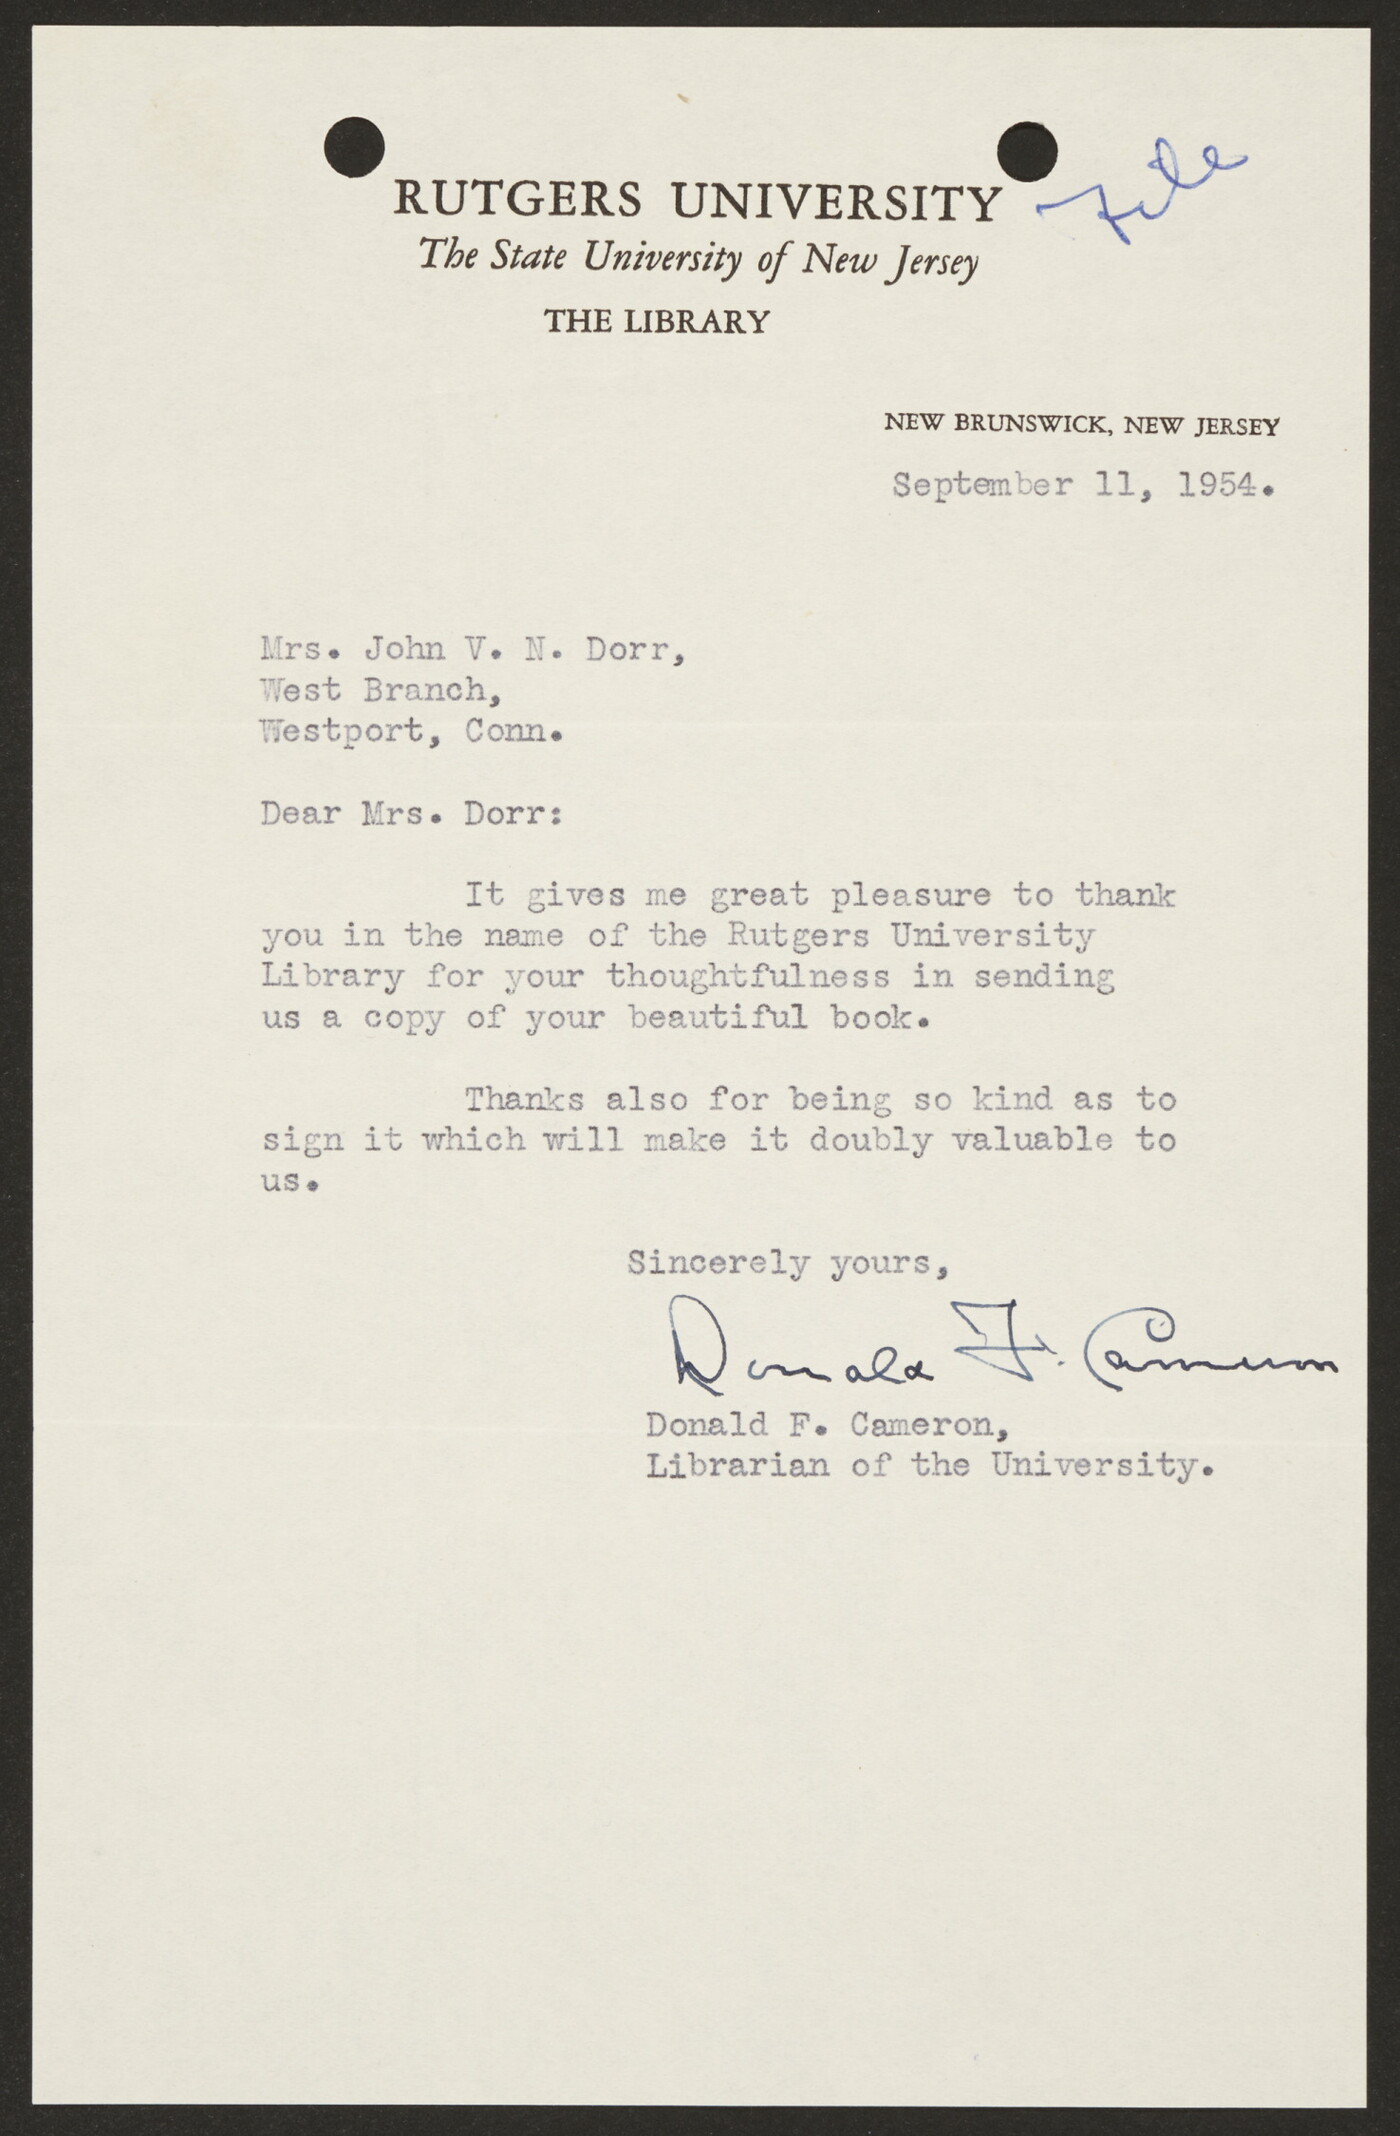 RUTGERS UNIVERSITY
File
The State University of New Jersey
THE LIBRARY
NEW BRUNSWICK, NEW JERSEY
September 11, 1954.
Mrs. John V. N. Dorr,
West Branch,
Westport, Conn.
Dear Mrs. Dorr:
It gives me great pleasure to thank
you in the name of the Rutgers University
Library for your thoughtfulness in sending
us a copy of your beautiful book.
Thanks also for being so kind as to
sign it which will make it doubly valuable to
us.
Sincerely yours,
Donald F. Cameron
Donald F. Cameron,
Librarian of the University.